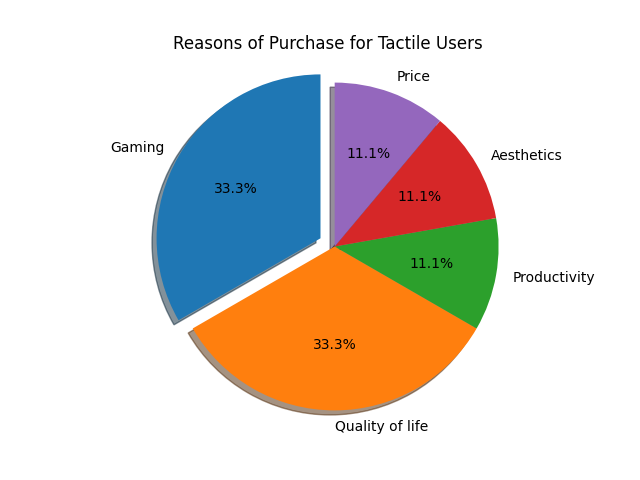 Reasons of Purchase for Tactile Users
Price
Gaming
11.1%
Aesthetics
33.3%
11.1%
11.1%
Productivity
33.3%
Quality of life